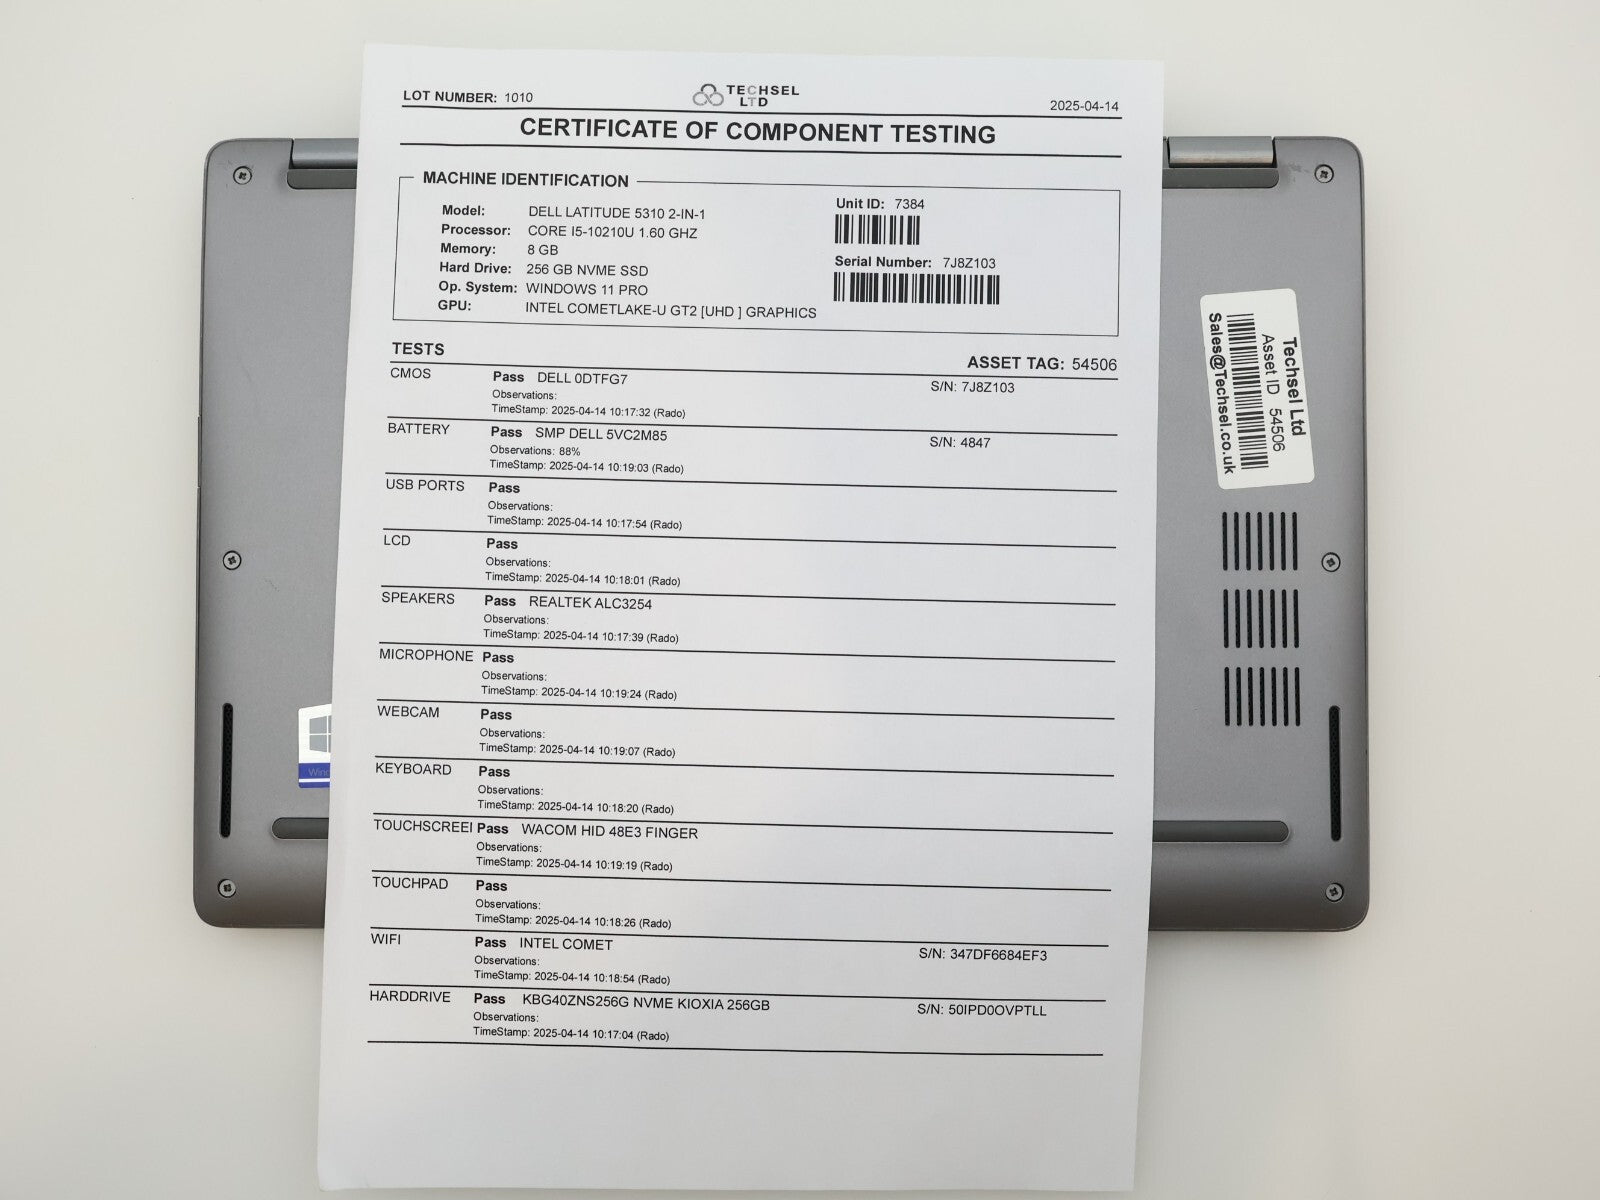 LOT NUMBER: 1010
TECHSEL
LTD
2025-04-14
CERTIFICATE OF COMPONENT TESTING
MACHINE IDENTIFICATION
Model: DELL LATITUDE 5310 2-IN-1
Processor: CORE I5-10210U 1.60 GHZ
Memory: 8 GB
Hard Drive: 256 GB NVME SSD
Op. System: WINDOWS 11 PRO
GPU: INTEL COMETLAKE-U GT2 [UHD ] GRAPHICS
Unit ID: 7384
Serial Number: 7J8Z103
TESTS
ASSET TAG: 54506
CMOS Pass DELL 0DTFG7 S/N: 7J8Z103
Observations:
TimeStamp: 2025-04-14 10:17:32 (Rado)
BATTERY Pass SMP DELL 5VC2M85 S/N: 4847
Observations: 88%
TimeStamp: 2025-04-14 10:19:03 (Rado)
USB PORTS Pass
Observations:
TimeStamp: 2025-04-14 10:17:54 (Rado)
LCD Pass
Observations:
TimeStamp: 2025-04-14 10:18:01 (Rado)
SPEAKERS Pass REALTEK ALC3254
Observations:
TimeStamp: 2025-04-14 10:17:39 (Rado)
MICROPHONE Pass
Observations:
TimeStamp: 2025-04-14 10:19:24 (Rado)
WEBCAM Pass
Observations:
TimeStamp: 2025-04-14 10:19:07 (Rado)
KEYBOARD Pass
Observations:
TimeStamp: 2025-04-14 10:18:20 (Rado)
TOUCHSCREEI Pass WACOM HID 48E3 FINGER
Observations:
TimeStamp: 2025-04-14 10:19:19 (Rado)
TOUCHPAD Pass
Observations:
TimeStamp: 2025-04-14 10:18:26 (Rado)
WIFI Pass INTEL COMET S/N: 347DF6684EF3
Observations:
TimeStamp: 2025-04-14 10:18:54 (Rado)
HARDDRIVE Pass KBG40ZNS256G NVME KIOXIA 256GB S/N: 50IPD0OVPTLL
Observations:
TimeStamp: 2025-04-14 10:17:04 (Rado)
Techsel Ltd
Asset ID 54506
Sales@Techsel.co.uk